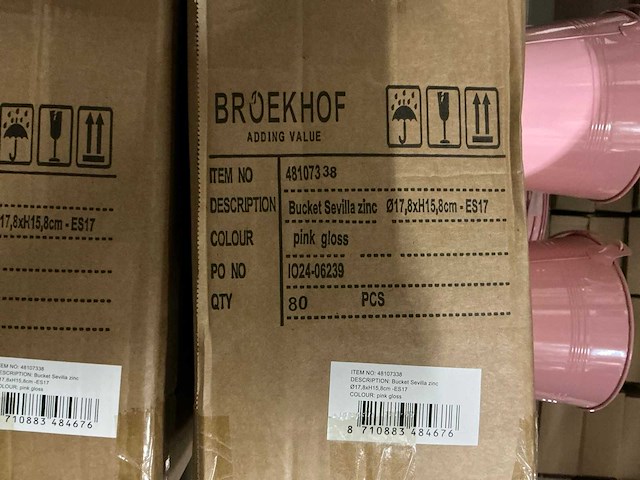 17,8xH15,8cm - ES17
EM NO: 48107338
ESCRIPTION: Bucket Sevilla zinc
17,8xH15,8cm -ES17
COLOUR: pink gloss
710883 484676
BROEKHOF
ADDING VALUE
ITEM NO 48107338
DESCRIPTION Bucket Sevilla zinc Ø17,8xH15,8cm - ES17
COLOUR pink gloss
PO NO IO24-06239
QTY 80 PCS
ITEM NO: 48107338
DESCRIPTION: Bucket Sevilla zinc
Ø17,8xH15,8cm -ES17
COLOUR: pink gloss
8 710883 484676